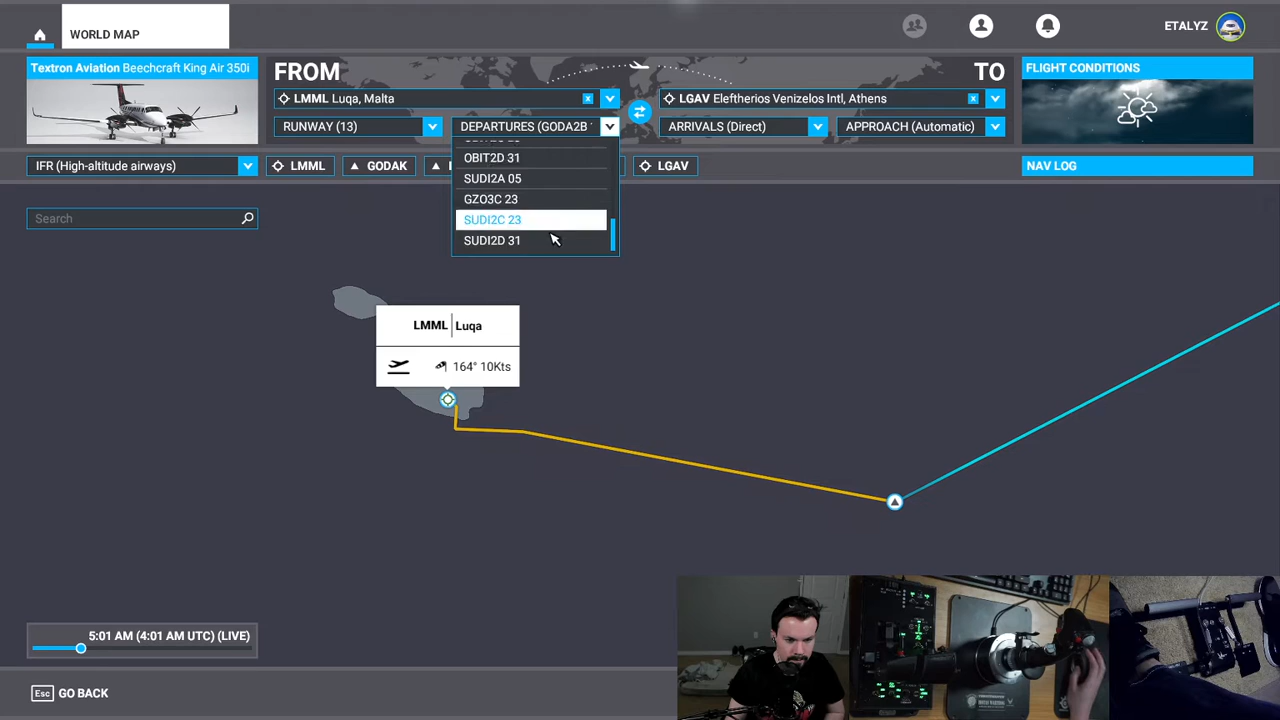 WORLD MAP
ETALYZ
Textron Aviation Beechcraft King Air 350i
FROM
TO
FLIGHT CONDITIONS
LMML Luqa, Malta
x
LGAV Eleftherios Venizelos Intl, Athens
x
RUNWAY (13)
DEPARTURES (GODA2B
ARRIVALS (Direct)
APPROACH (Automatic)
IFR (High-altitude airways)
LMML
GODAK
LGAV
NAV LOG
OBIT2D 31
SUDI2A 05
GZO3C 23
SUDI2C 23
SUDI2D 31
Search
LMML Luqa
164° 10Kts
5:01 AM (4:01 AM UTC) (LIVE)
Esc GO BACK